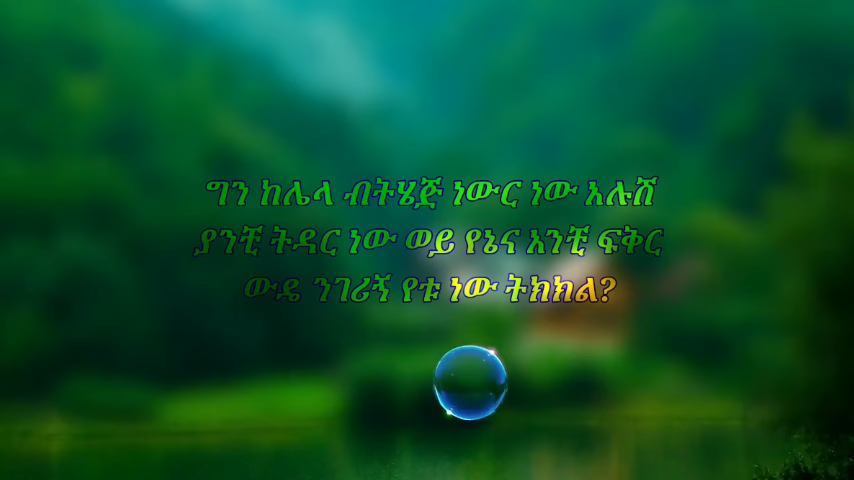 ግን ከሌላ ብትሄጅ ነውር ነው አሉሽ
ያንቺ ትዳር ነው ወይ የኔና አንቺ ፍቅር
ውዴ ንገሪኝ የቱ ነው ትክክል?